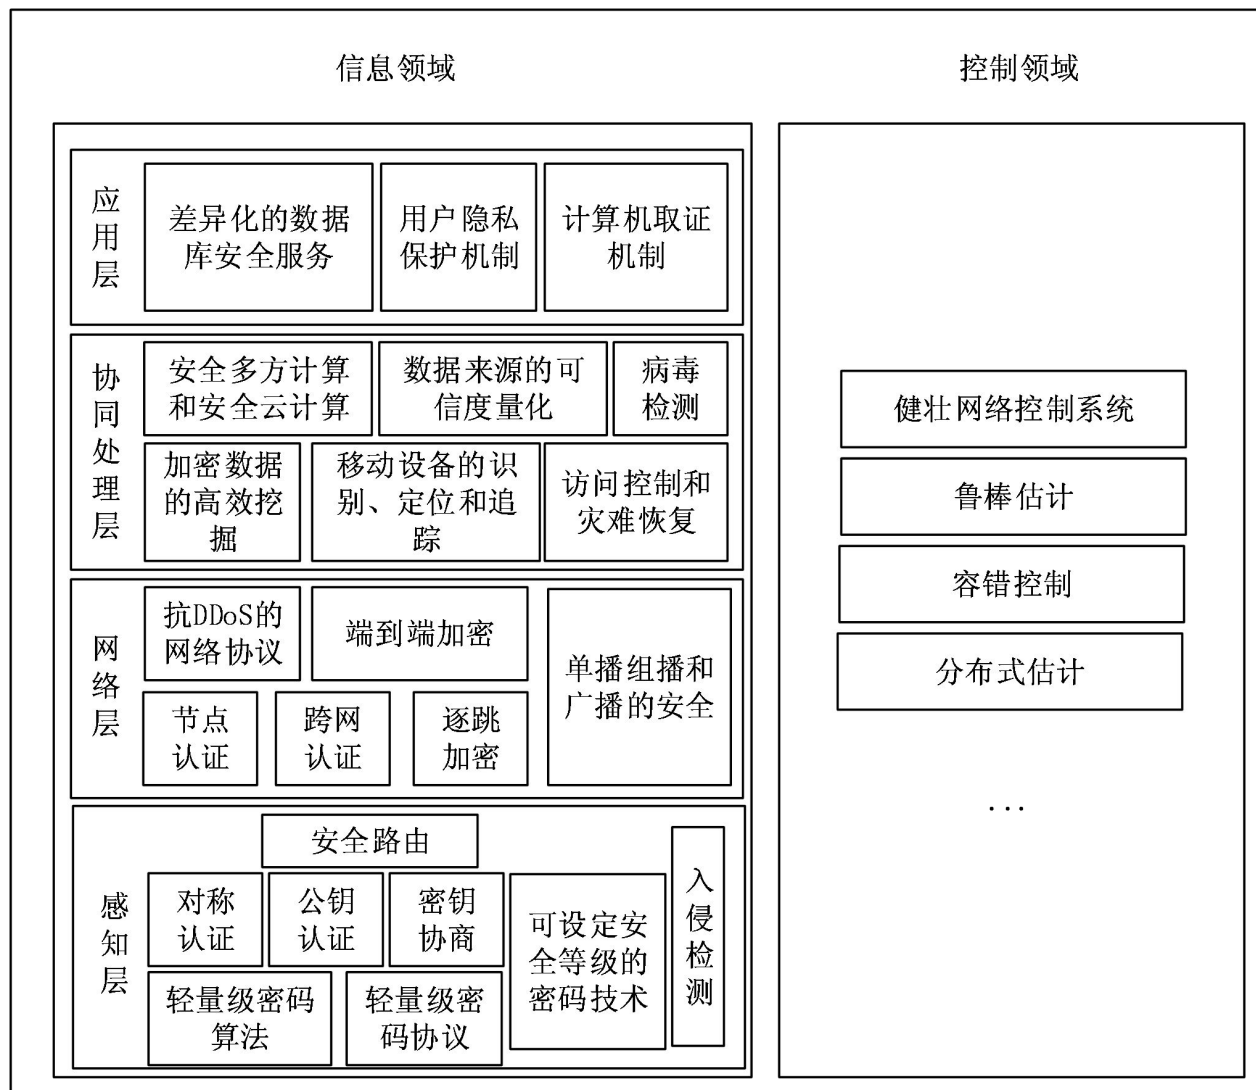 信息领域
控制领域
应用层
差异化的数据
库安全服务
用户隐私
保护机制
计算机取证
机制
协同处理层
安全多方计算
和安全云计算
数据来源的可
信度量化
病毒
检测
加密数据
的高效挖
掘
移动设备的识
别、定位和追
踪
访问控制和
灾难恢复
网络层
抗DDoS的
网络协议
端到端加密
单播组播和
广播的安全
节点
认证
跨网
认证
逐跳
加密
感知层
安全路由
对称
认证
公钥
认证
密钥
协商
可设定安
全等级的
密码技术
入侵检测
轻量级密码
算法
轻量级密
码协议
健壮网络控制系统
鲁棒估计
容错控制
分布式估计
...